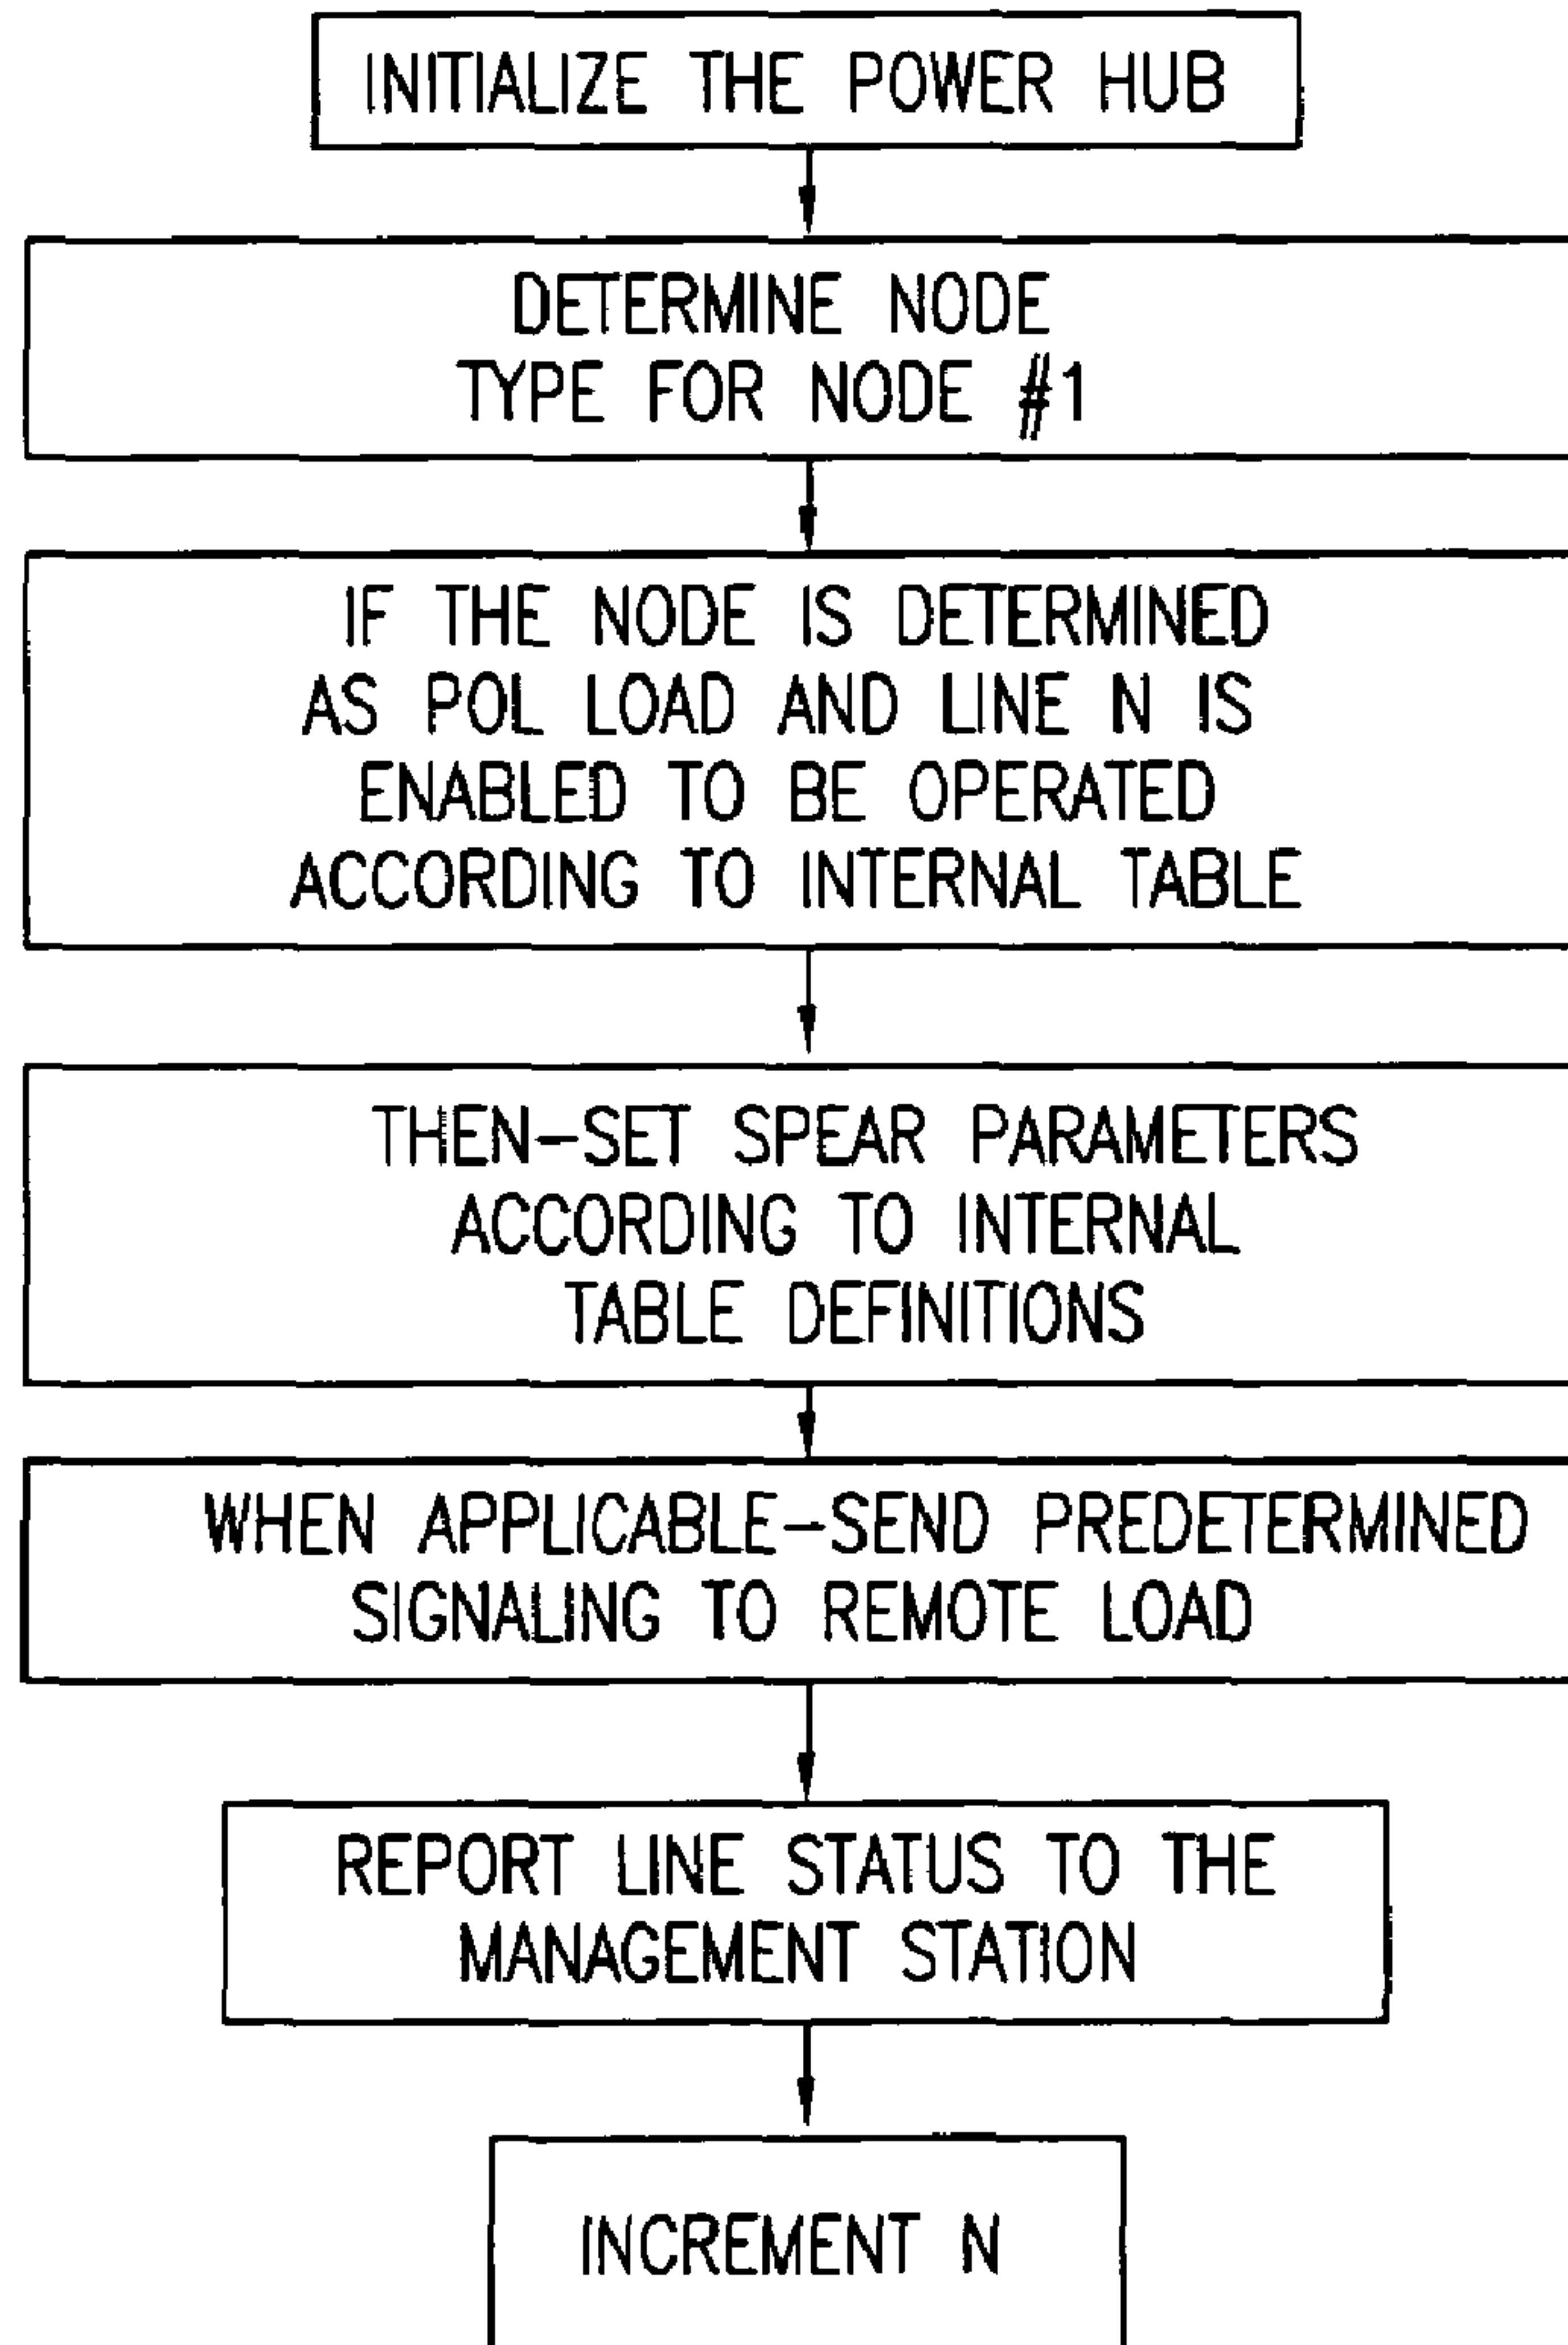 INITIALIZE THE POWER HUB
DETERMINE NODE
TYPE FOR NODE #1
IF THE NODE IS DETERMINED
AS POL LOAD AND LINE N IS
ENABLED TO BE OPERATED
ACCORDING TO INTERNAL TABLE
THEN-SET SPEAR PARAMETERS
ACCORDING TO INTERNAL
TABLE DEFINITIONS
WHEN APPLICABLE-SEND PREDETERMINED
SIGNALING TO REMOTE LOAD
REPORT LINE STATUS TO THE
MANAGEMENT STATION
INCREMENT N